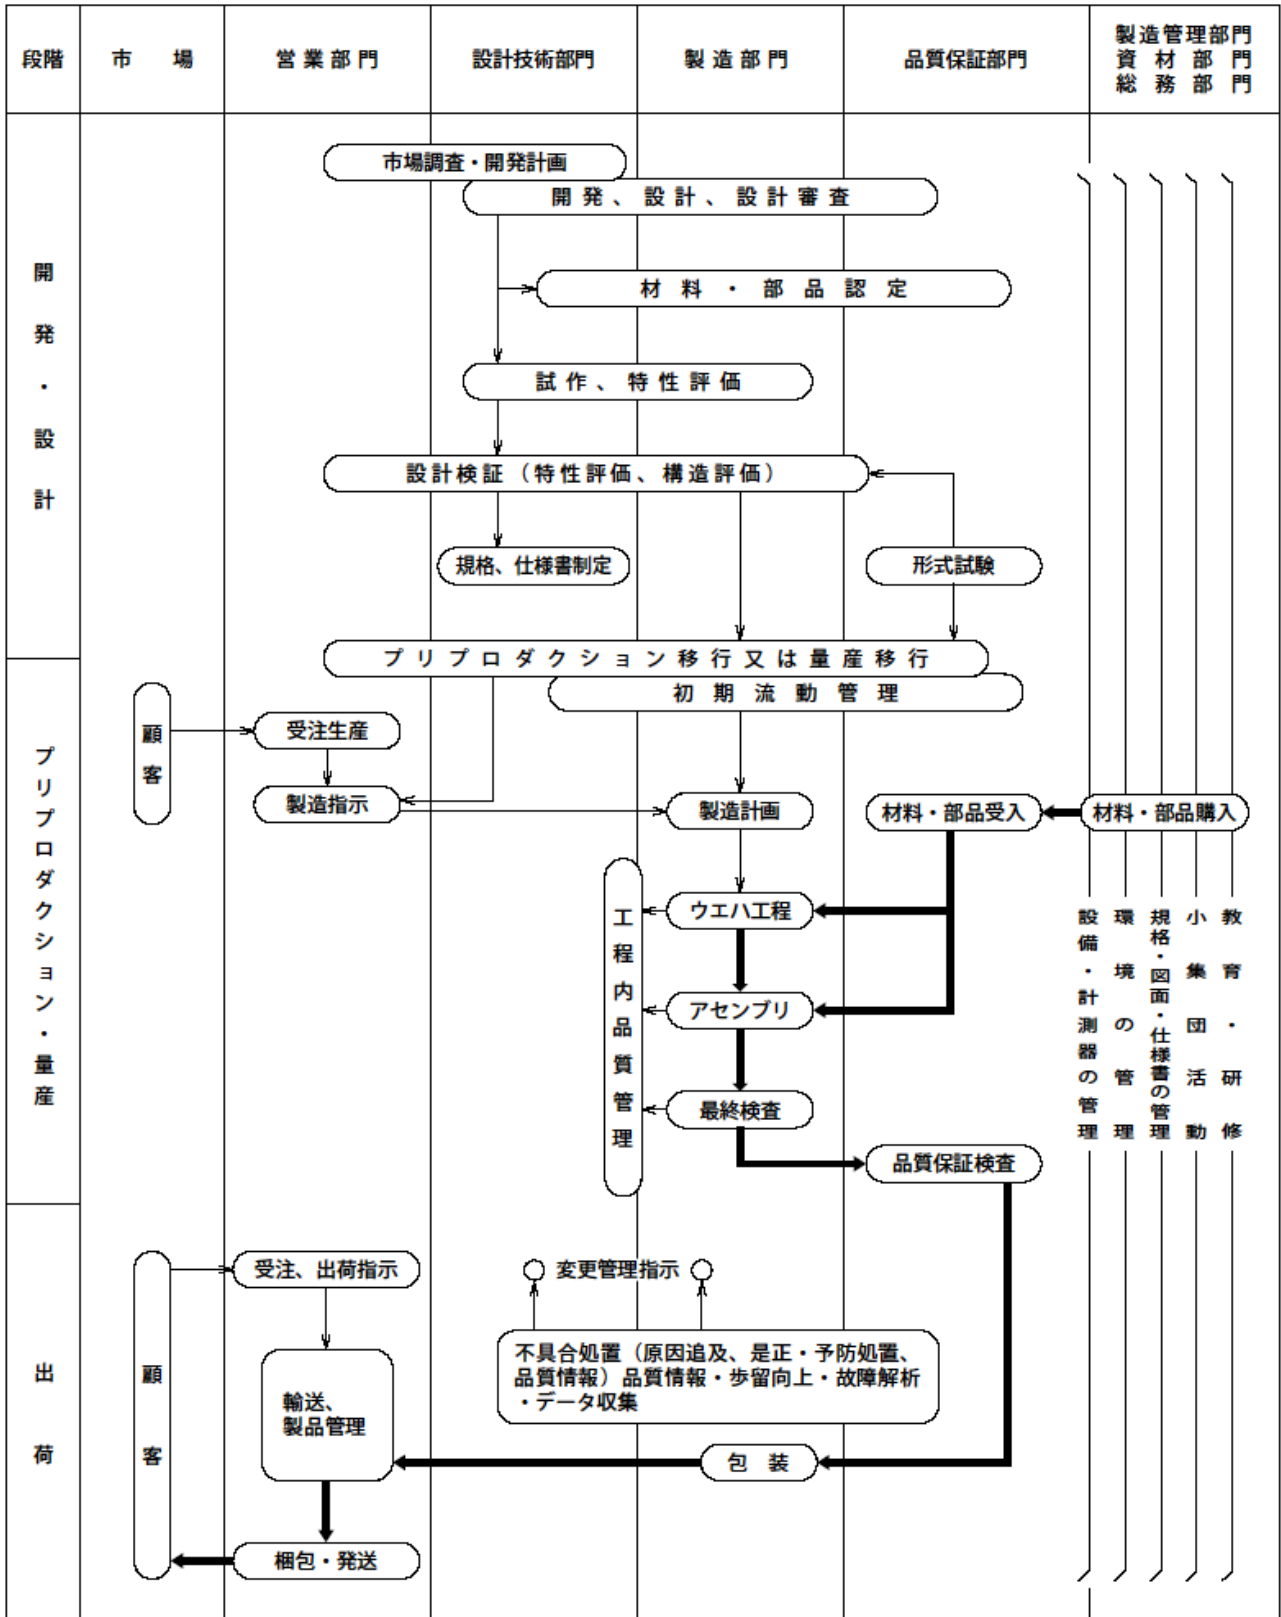 段階
市 場
営業部門
設計技術部門
製造部門
品質保証部門
製造管理部門
資材部門
総務部門
開発・設計
市場調査・開発計画
開発、設計、設計審査
材料・部品認定
試作、特性評価
設計検証（特性評価、構造評価）
規格、仕様書制定
形式試験
プリプロダクション移行又は量産移行
初期流動管理
プリプロダクション・量産
顧客
受注生産
製造指示
製造計画
材料・部品受入
材料・部品購入
工程内品質管理
ウエハ工程
アセンブリ
最終検査
品質保証検査
設備・計測器の管理
環境の管理
規格・図面・仕様書の管理
小集団活動
教育・研修
出荷
顧客
受注、出荷指示
変更管理指示
不具合処置（原因追及、是正・予防処置、
品質情報）品質情報・歩留向上・故障解析
・データ収集
輸送、
製品管理
包 装
梱包・発送